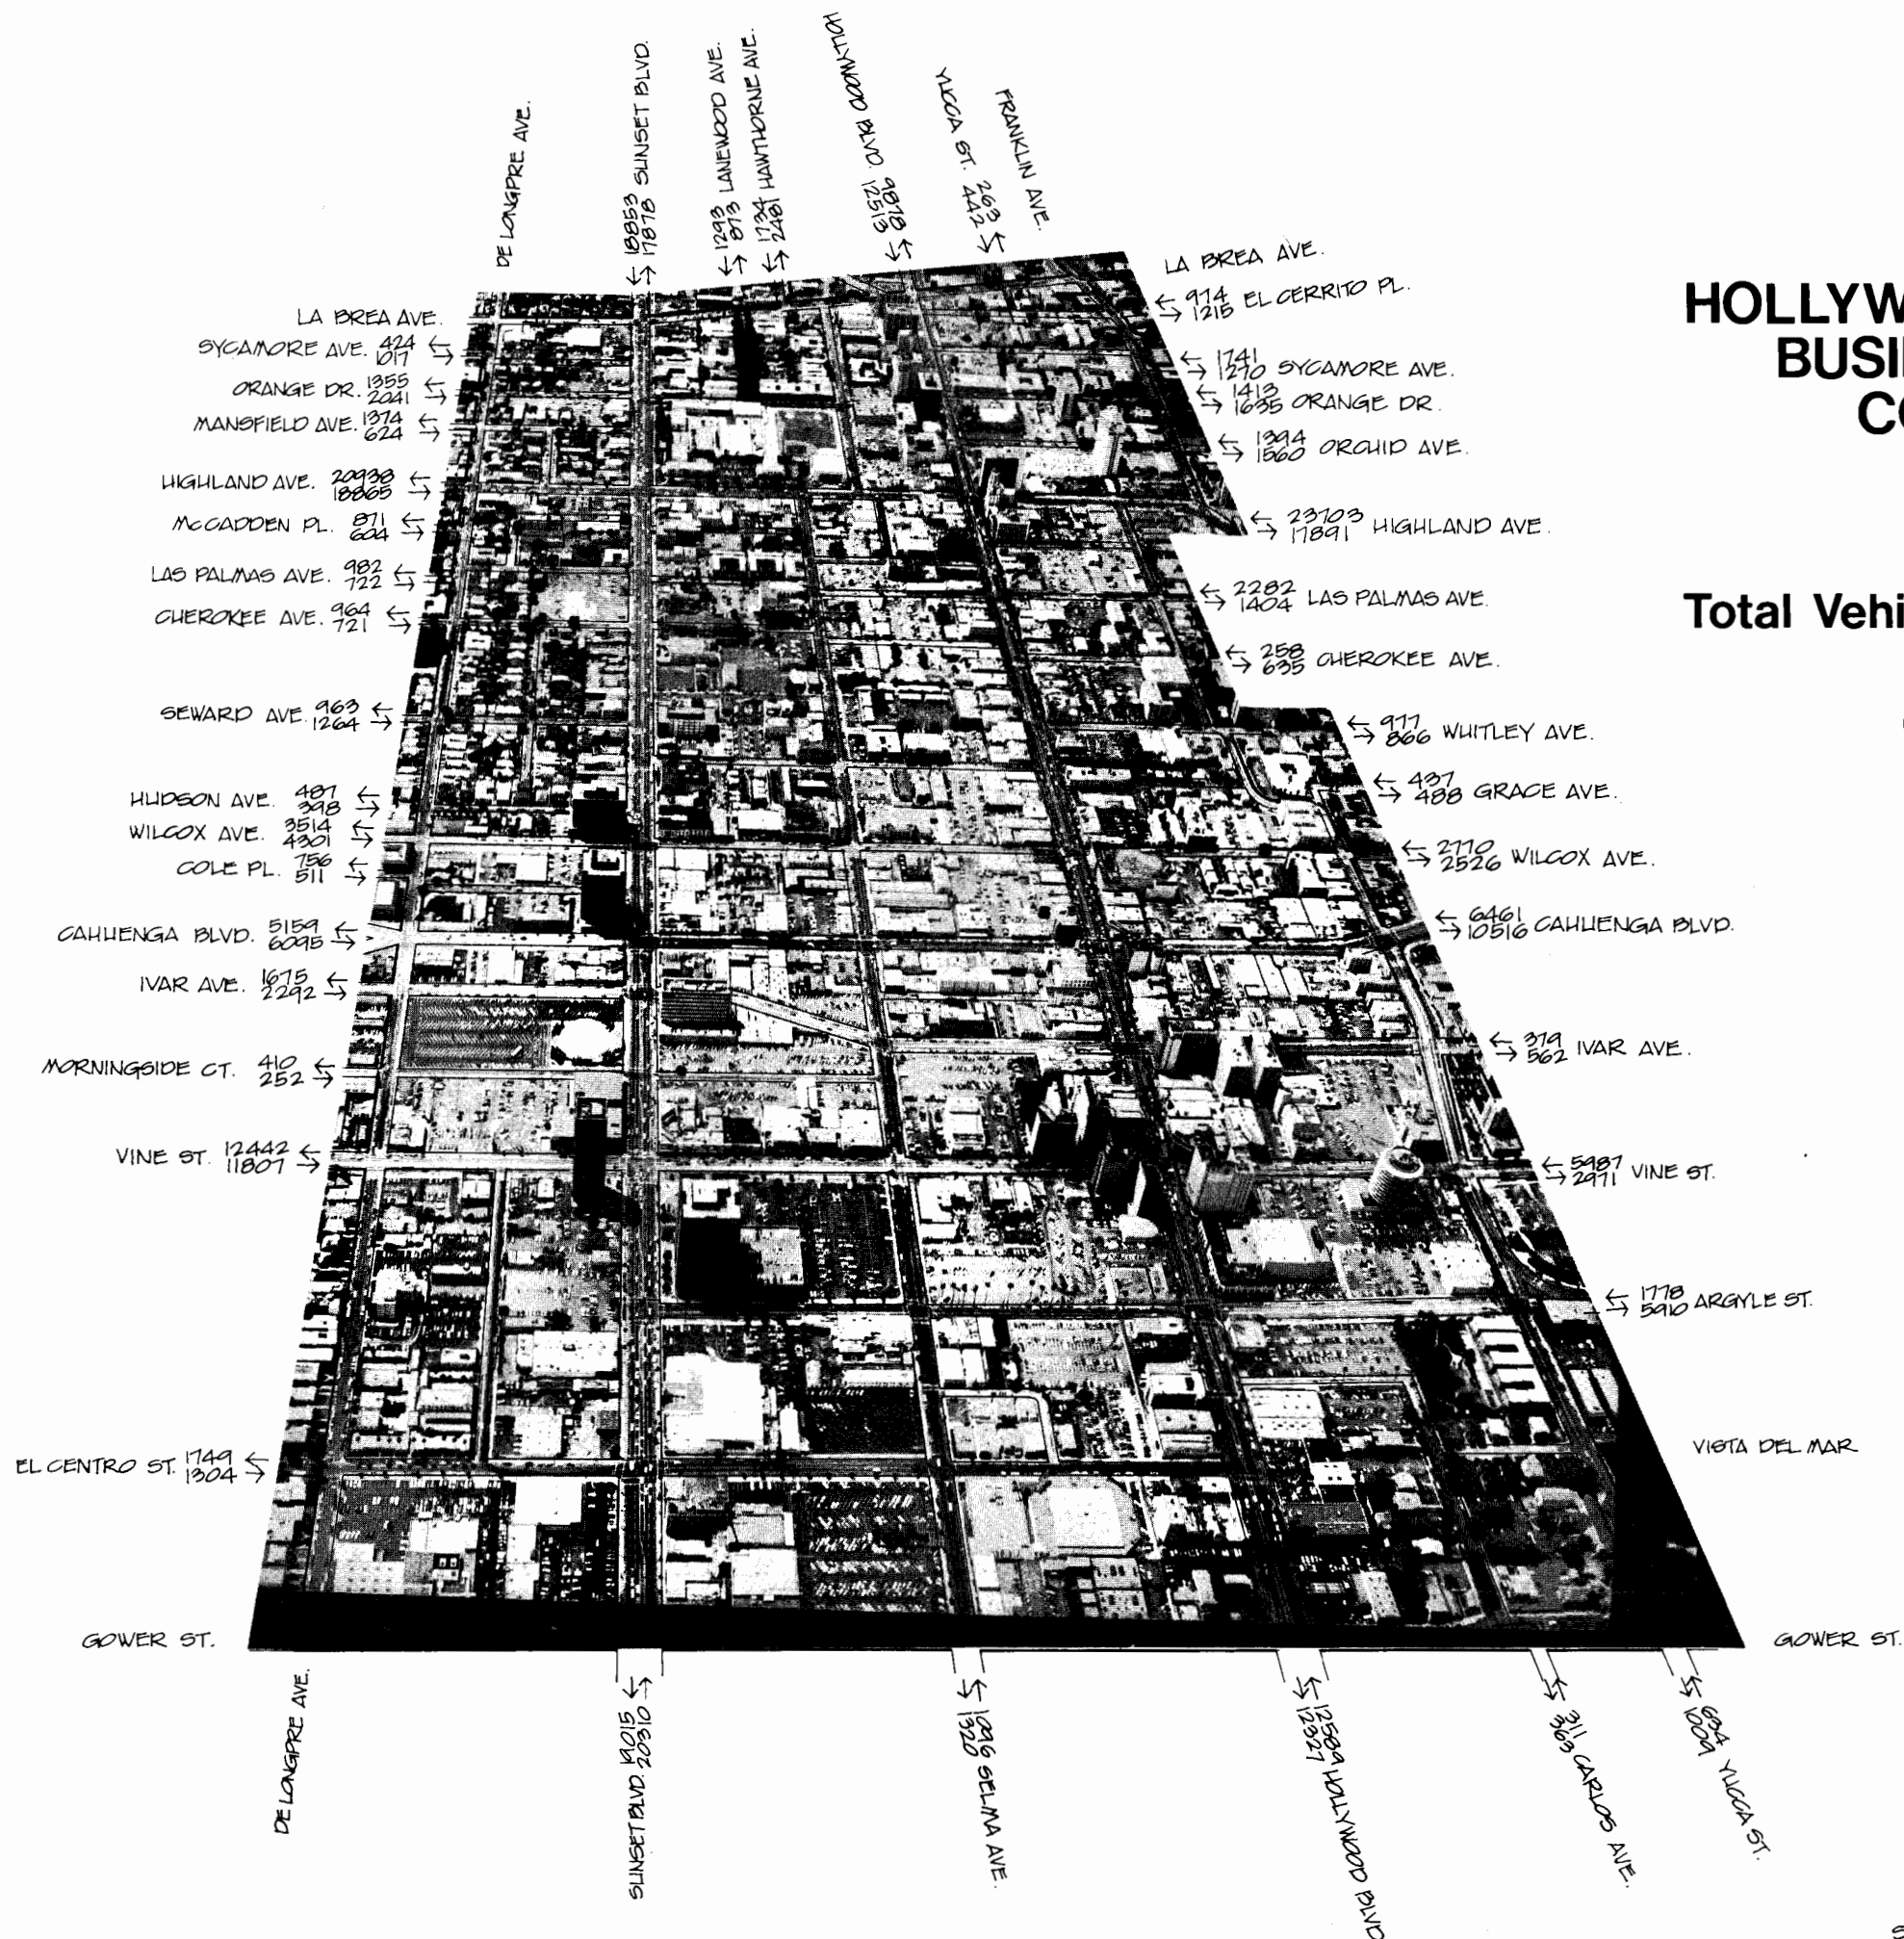 DE LONGPRE AVE.
18853
17878 SUNSET BLVD.
1293 LANEWOOD AVE.
873
1734 HAWTHORNE AVE.
2481
HOLLYWOOD BLVD. 12513
9878
YUCCA ST. 263
442
FRANKLIN AVE.
LA BREA AVE.
SYCAMORE AVE. 424
1017
ORANGE DR. 1355
2041
MANSFIELD AVE. 1374
624
HIGHLAND AVE. 20938
18865
McCADDEN PL. 871
604
LAS PALMAS AVE. 982
722
CHEROKEE AVE. 964
721
SEWARD AVE. 963
1264
HUDSON AVE. 487
398
WILCOX AVE. 3514
4301
COLE PL. 756
511
CAHUENGA BLVD. 5159
6095
IVAR AVE. 1675
2292
MORNINGSIDE CT. 410
252
VINE ST. 12442
11807
EL CENTRO ST. 1749
1304
GOWER ST.
LA BREA AVE.
974 EL CERRITO PL.
1215
1741
1270 SYCAMORE AVE.
1413
1635 ORANGE DR.
1394
1560 ORCHID AVE.
23703
17891 HIGHLAND AVE.
2282
1404 LAS PALMAS AVE.
258
635 CHEROKEE AVE.
977
866 WHITLEY AVE.
437
488 GRACE AVE.
2770
2526 WILCOX AVE.
6461
10516 CAHUENGA BLVD.
379
562 IVAR AVE.
5987
2971 VINE ST.
1778
5910 ARGYLE ST.
VISTA DEL MAR
GOWER ST.
DE LONGPRE AVE.
SUNSET BLVD. 19015
20310
1096 SELMA AVE.
1320
12589 HOLLYWOOD BLVD
12327
311 CARLOS AVE.
363
634 YUCCA ST.
1009
HOLLYW
BUSI
CO
Total Vehi